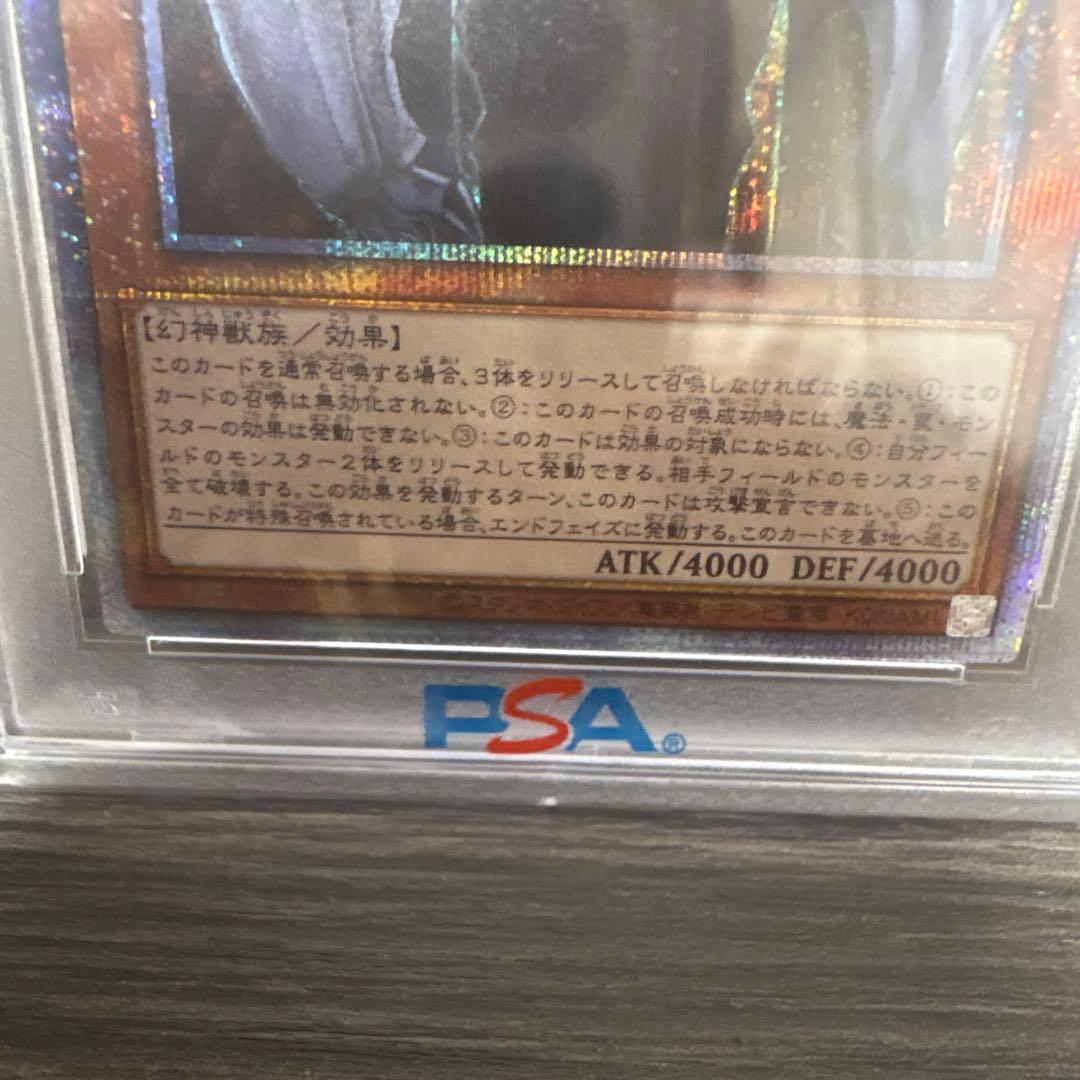 【幻神獣族／効果】
このカードを通常召喚する場合、3体をリリースして召喚しなければならない。①：この
カードの召喚は無効化されない。②：このカードの召喚成功時には、魔法・罠・モン
スターの効果は発動できない。③：このカードは効果の対象にならない。④：自分フィー
ルドのモンスター2体をリリースして発動できる。相手フィールドのモンスターを
全て破壊する。この効果を発動するターン、このカードは攻撃宣言できない。⑤：この
カードが特殊召喚されている場合、エンドフェイズに発動する。このカードを墓地へ送る。
ATK/4000 DEF/4000
PSA®